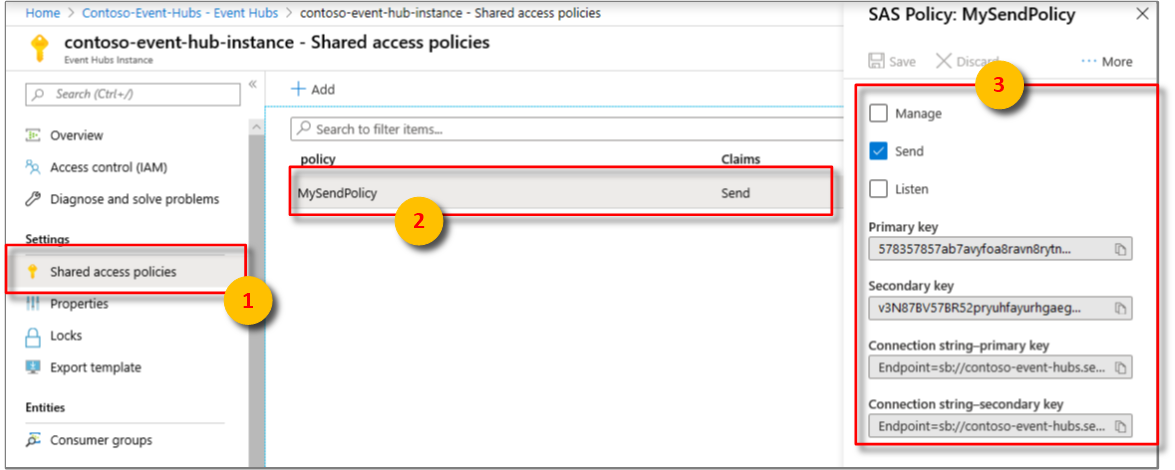 Home > Contoso-Event-Hubs - Event Hubs > contoso-event-hub-instance - Shared access policies
contoso-event-hub-instance - Shared access policies
Event Hubs Instance
Search (Ctrl+/)
«
Overview
Access control (IAM)
Diagnose and solve problems
Settings
Shared access policies
1
Properties
Locks
Export template
Entities
Consumer groups
+ Add
Search to filter items...
policy Claims
MySendPolicy Send
2
SAS Policy: MySendPolicy
Save Discard ··· More
3
Manage
Send
Listen
Primary key
578357857ab7avyfoa8ravn8rytn...
Secondary key
v3N87BV57BR52pryuhfayurhgaeg...
Connection string–primary key
Endpoint=sb://contoso-event-hubs.se...
Connection string–secondary key
Endpoint=sb://contoso-event-hubs.se...